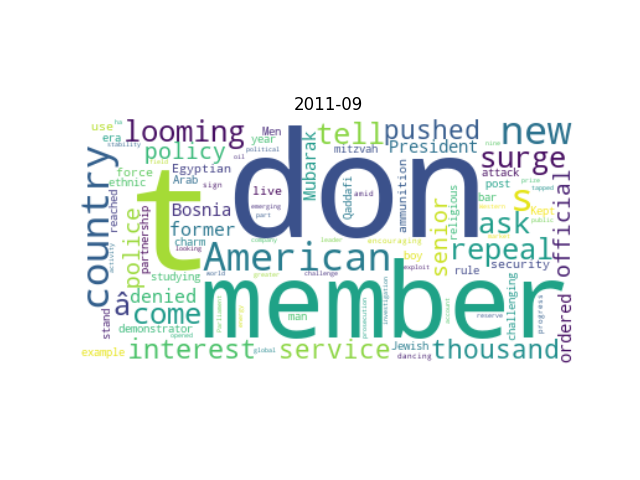 2011-09
looming
tell
pushed
new
use
ha
era
stability
year
Men
political
oil
mitzvah
President
nine
surge
policy
field
Egyptian
Arab
sign
Mubarak
Qaddafi
amid
ammunition
attack
prize
tapped
force
ethnic
don
t
live
emerging
part
religious
post
bar
s
Kept
western
public
country
reached
activity
police
partnership
Bosnia
former
charm
looking
company
leader
encouraging
senior
ask
repeal
official
a>
American
boy
exploit
rule
security
studying
world
greater
challenge
denied
come
member
stand
demonstrator
opened
Parliament
energy
man
prosecution
investigation
account
reserve
challenging
progress
ordered
example
interest
global
service
Jewish
dancing
thousand